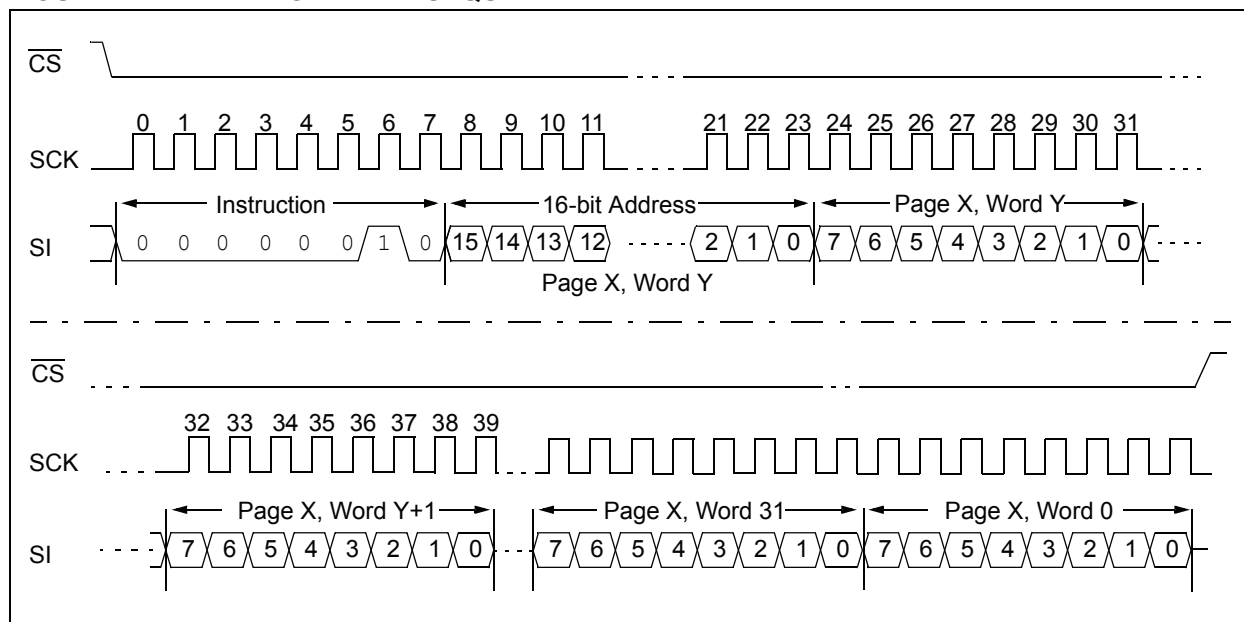 CS
0 1 2 3 4 5 6 7 8 9 10 11 21 22 23 24 25 26 27 28 29 30 31
SCK
Instruction 16-bit Address Page X, Word Y
SI 0 0 0 0 0 0 1 0 15 14 13 12 2 1 0 7 6 5 4 3 2 1 0
Page X, Word Y
CS
32 33 34 35 36 37 38 39
SCK
Page X, Word Y+1 Page X, Word 31 Page X, Word 0
SI 7 6 5 4 3 2 1 0 7 6 5 4 3 2 1 0 7 6 5 4 3 2 1 0